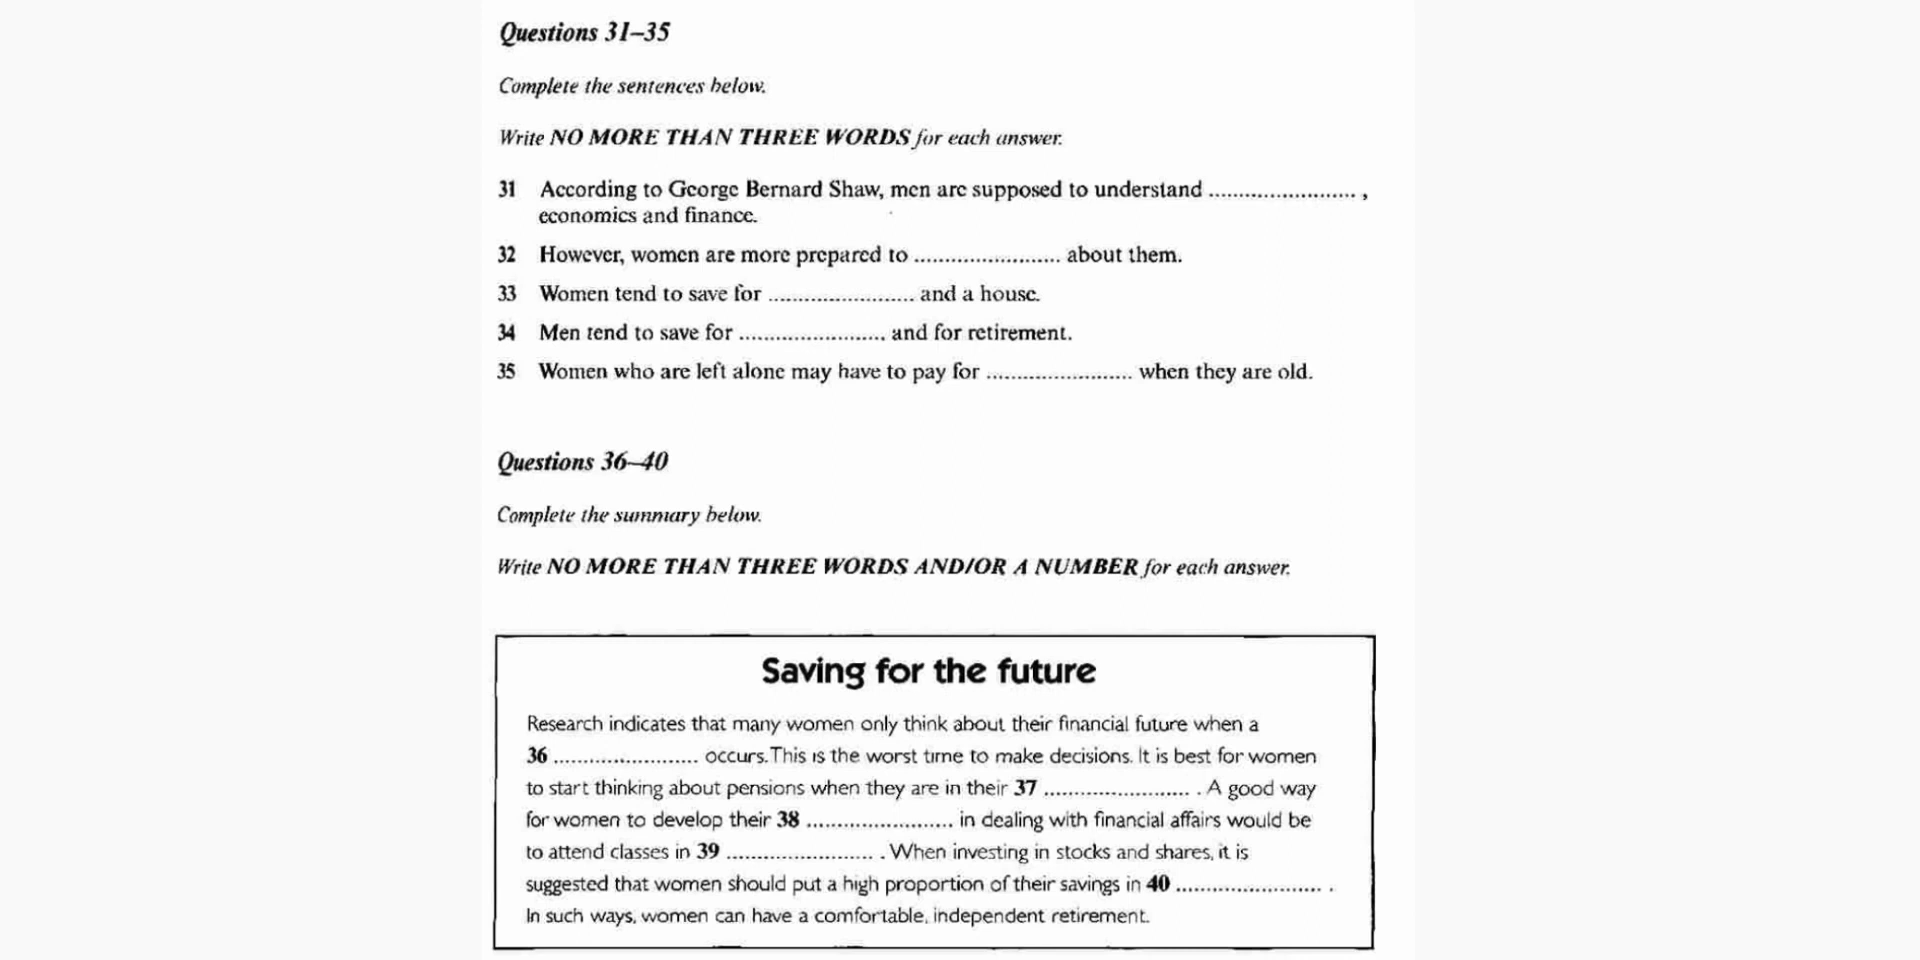 Questions 31–35
Complete the sentences below.
Write NO MORE THAN THREE WORDS for each answer.
31 According to George Bernard Shaw, men are supposed to understand ........................ ,
economics and finance.
32 However, women are more prepared to ........................ about them.
33 Women tend to save for ........................ and a house.
34 Men tend to save for ........................ and for retirement.
35 Women who are left alone may have to pay for ........................ when they are old.
Questions 36–40
Complete the summary below.
Write NO MORE THAN THREE WORDS AND/OR A NUMBER for each answer.
Saving for the future
Research indicates that many women only think about their financial future when a
36 ........................ occurs. This is the worst time to make decisions. It is best for women
to start thinking about pensions when they are in their 37 ........................ . A good way
for women to develop their 38 ........................ in dealing with financial affairs would be
to attend classes in 39 ........................ . When investing in stocks and shares, it is
suggested that women should put a high proportion of their savings in 40 ........................ .
In such ways, women can have a comfortable, independent retirement.